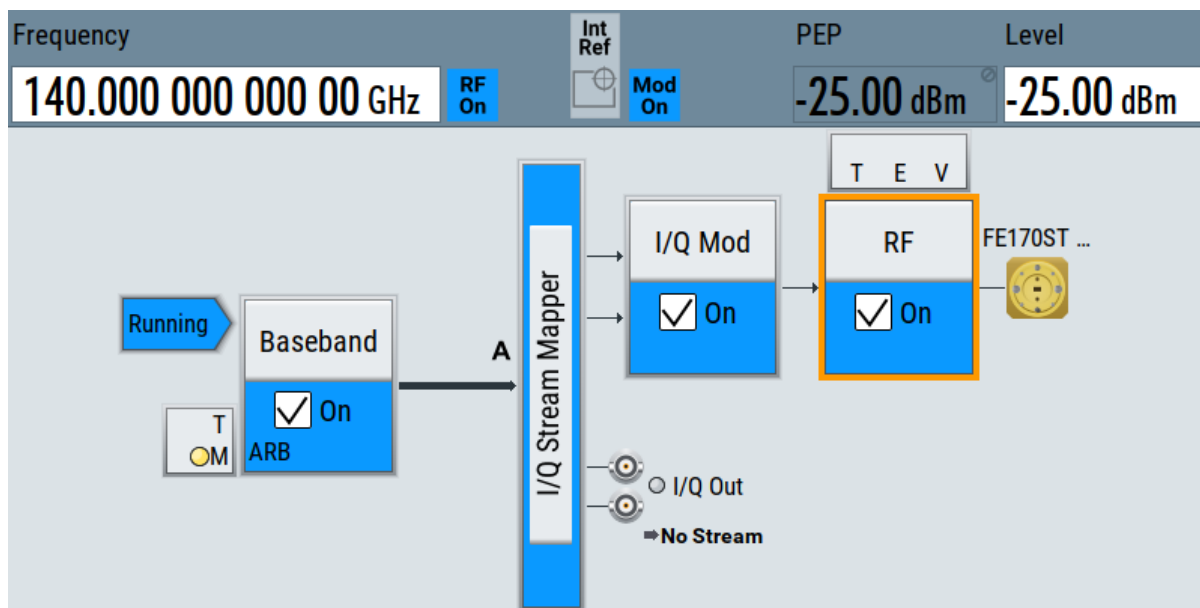 Frequency
Int
Ref
PEP
Level
140.000 000 000 00 GHz
RF
On
Mod
On
-25.00 dBm
-25.00 dBm
T E V
I/Q Mod
On
RF
On
FE170ST ...
Running
Baseband
On
ARB
T
M
A
I/Q Stream Mapper
I/Q Out
No Stream